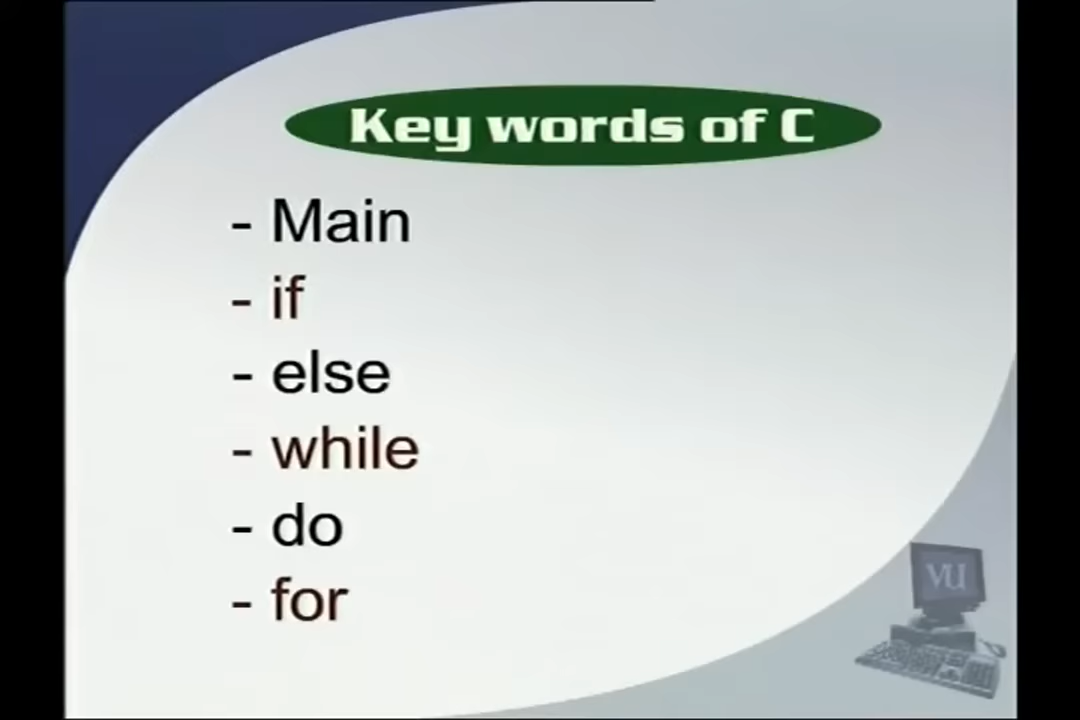 Key words of C
- Main
- if
- else
- while
- do
- for
VU